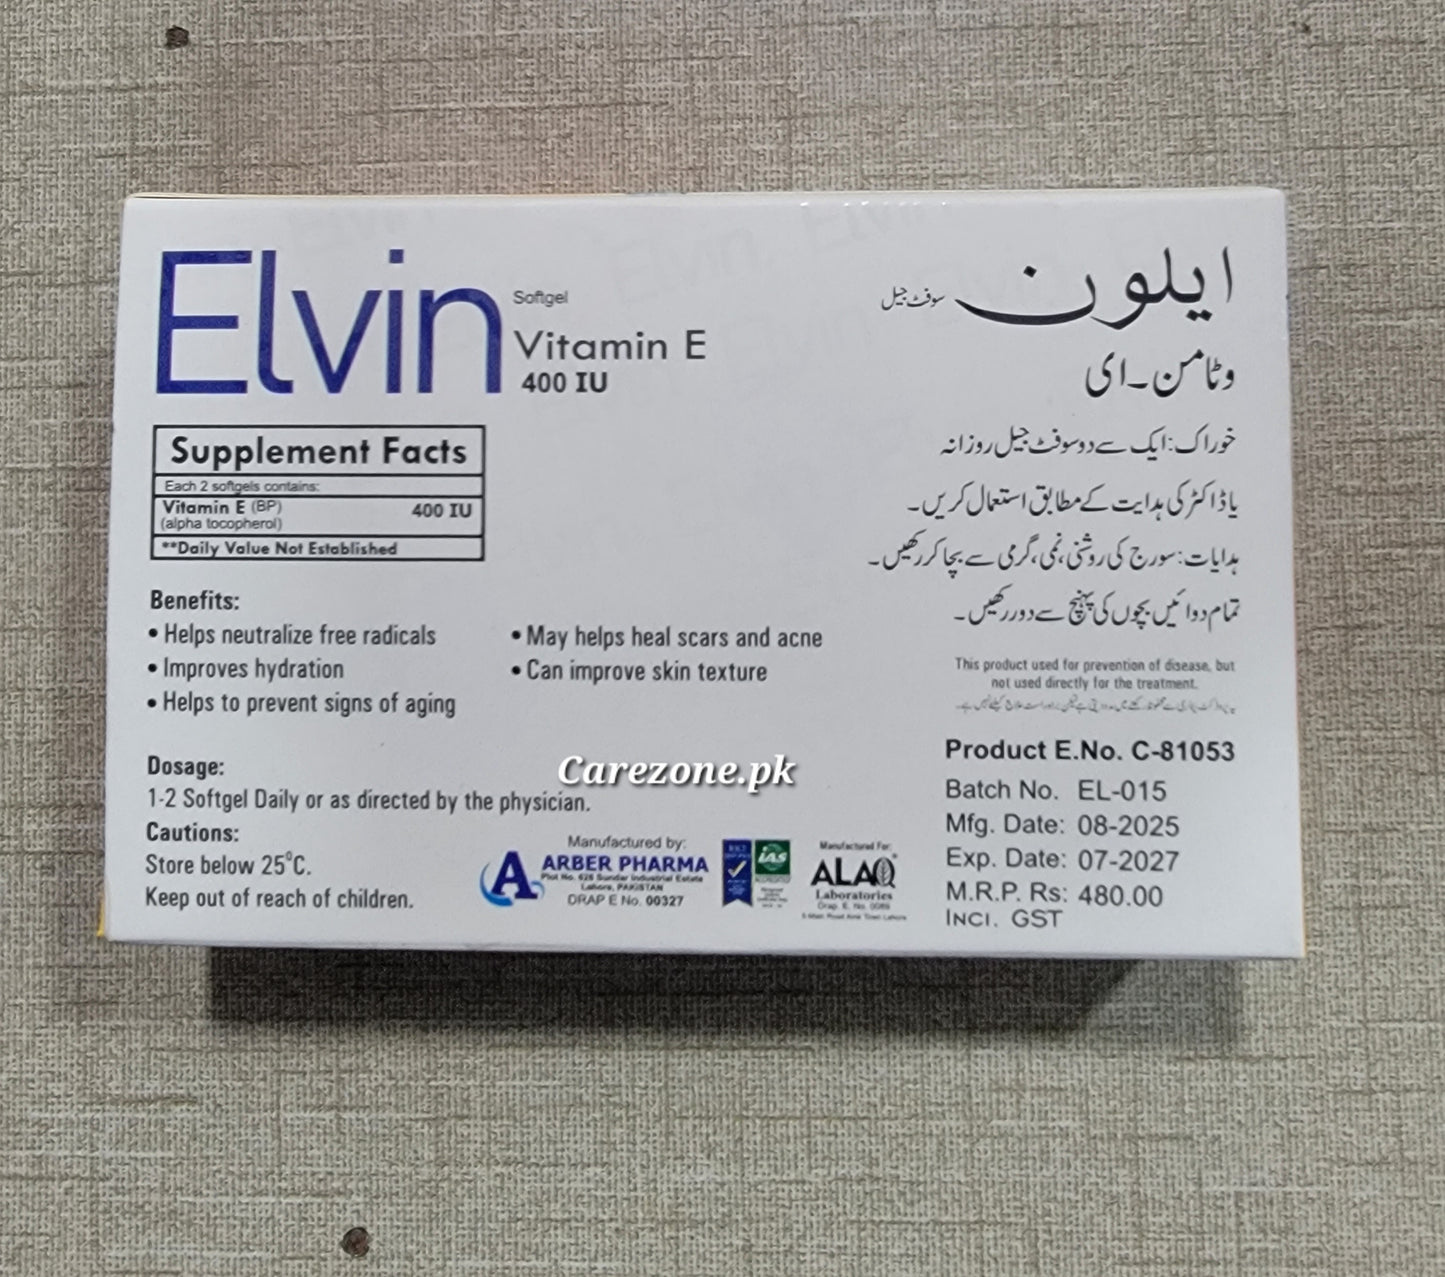 Elvin
Softgel
Vitamin E
400 IU
Supplement Facts
Each 2 softgels contains:
Vitamin E (BP) 400 IU
(alpha tocopherol)
**Daily Value Not Established
Benefits:
• Helps neutralize free radicals
• Improves hydration
• Helps to prevent signs of aging
• May helps heal scars and acne
• Can improve skin texture
Dosage:
1-2 Softgel Daily or as directed by the physician.
Cautions:
Store below 25°C.
Keep out of reach of children.
Carezone.pk
Manufactured by:
ARBER PHARMA
Plot No. 628 Sundar Industrial Estate
Lahore, PAKISTAN
DRAP E No. 00327
IAS
Manufactured For:
ALAQ
Laboratories
ایلون سوفٹ جیل
وٹامن۔ای
خوراک: ایک سے دو سوفٹ جیل روزانہ
یا ڈاکٹر کی ہدایت کے مطابق استعمال کریں۔
ہدایات: سورج کی روشنی، نمی، گرمی سے بچا کر رکھیں۔
تمام دوائیں بچوں کی پہنچ سے دور رکھیں۔
This product used for prevention of disease, but
not used directly for the treatment.
Product E.No. C-81053
Batch No. EL-015
Mfg. Date: 08-2025
Exp. Date: 07-2027
M.R.P. Rs: 480.00
INCl. GST